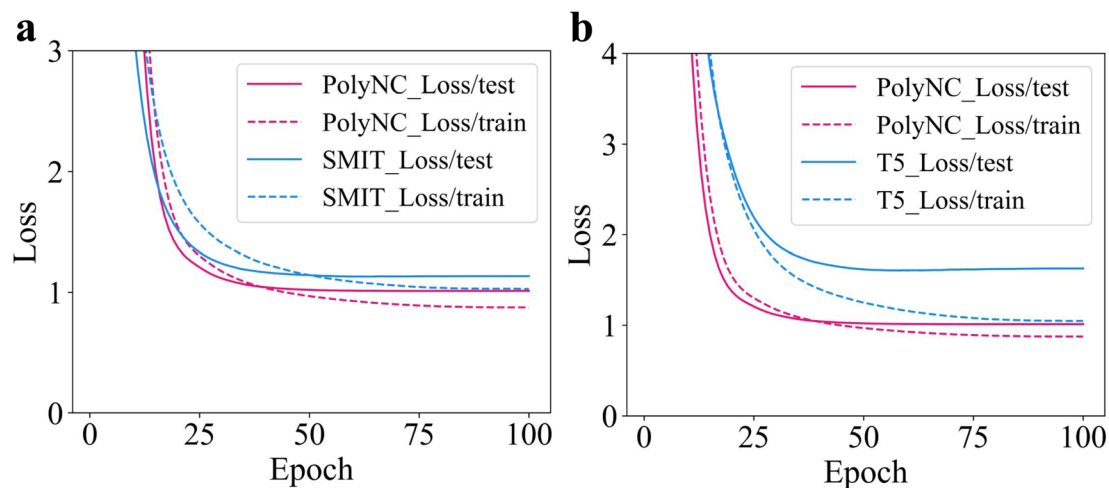 a
3
2
1
0
Loss
0
25
50
75
100
Epoch
PolyNC_Loss/test
PolyNC_Loss/train
SMIT_Loss/test
SMIT_Loss/train
b
4
3
2
1
0
Loss
0
25
50
75
100
Epoch
PolyNC_Loss/test
PolyNC_Loss/train
T5_Loss/test
T5_Loss/train